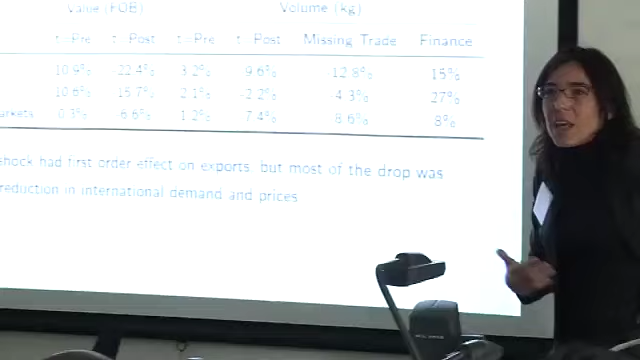 Value (FOB) Volume (kg)
t=Pre t=Post t=Pre t=Post Missing Trade Finance
10.9% -22.4% 3.2% 9.6% 12.8% 15%
10.6% -15.7% 2.1% -2.2% -4.3% 27%
arkets 0.3% -6.6% 1.2% 7.4% 8.6% 8%
shock had first order effect on exports, but most of the drop was
reduction in international demand and prices